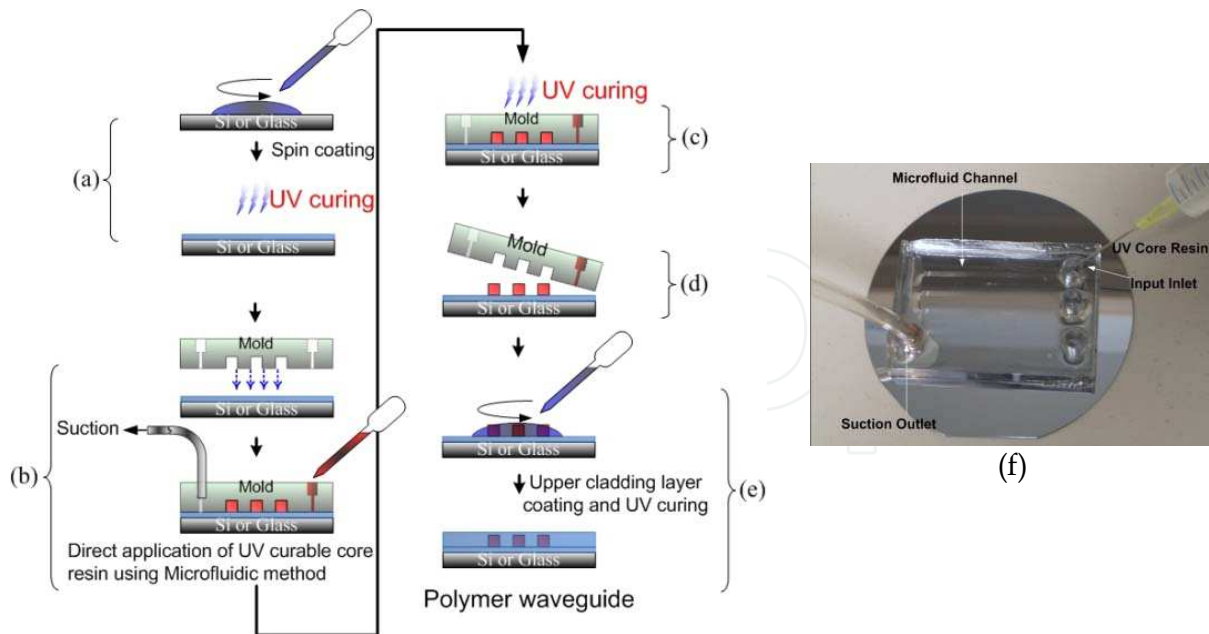 Si or Glass
Spin coating
(a)
UV curing
Si or Glass
Mold
Si or Glass
Suction
(b)
Mold
Si or Glass
Direct application of UV curable core
resin using Microfluidic method
UV curing
Mold
Si or Glass
(c)
Mold
Si or Glass
(d)
Si or Glass
Upper cladding layer
coating and UV curing
(e)
Si or Glass
Polymer waveguide
Microfluid Channel
UV Core Resin
Input Inlet
Suction Outlet
(f)